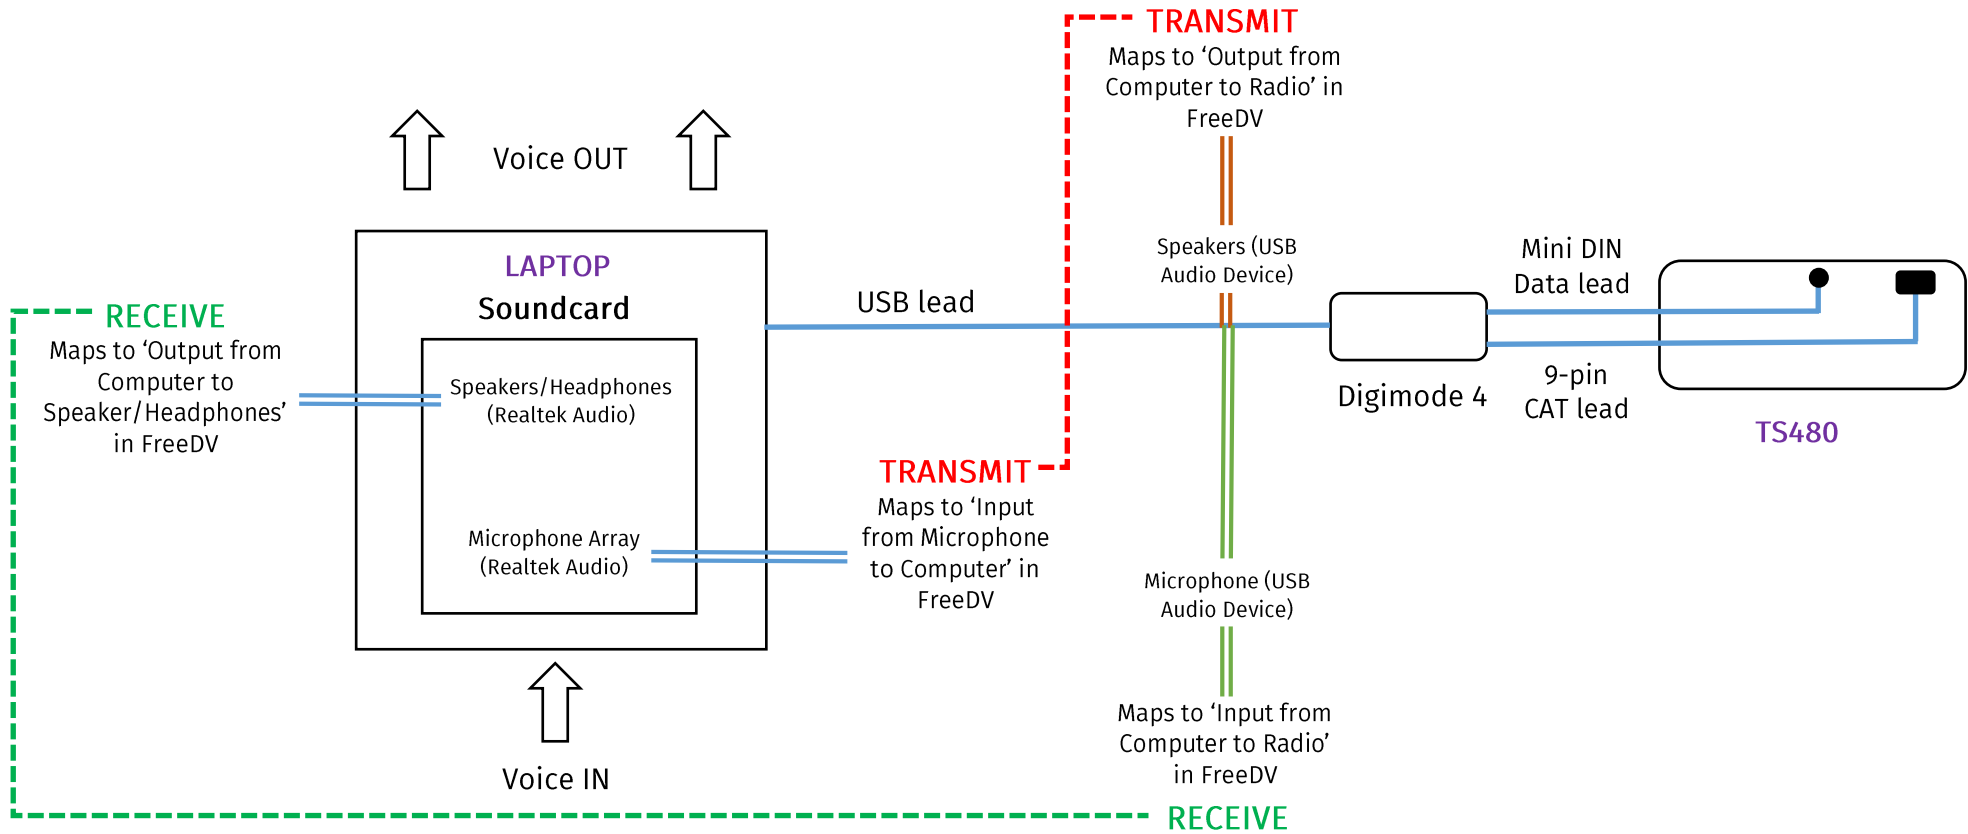 TRANSMIT
Maps to ‘Output from
Computer to Radio’ in
FreeDV
Voice OUT
Speakers (USB
Audio Device)
Mini DIN
Data lead
LAPTOP
Soundcard
USB lead
RECEIVE
Maps to ‘Output from
Computer to
Speaker/Headphones’
in FreeDV
Speakers/Headphones
(Realtek Audio)
Digimode 4
9-pin
CAT lead
TS480
TRANSMIT
Maps to ‘Input
from Microphone
to Computer’ in
FreeDV
Microphone Array
(Realtek Audio)
Microphone (USB
Audio Device)
Maps to ‘Input from
Computer to Radio’
in FreeDV
Voice IN
RECEIVE